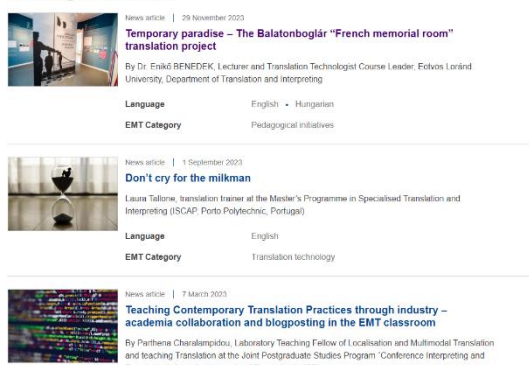 News article | 29 November 2023
Temporary paradise – The Balatonboglár “French memorial room”
translation project
By Dr. Enikő BENEDEK, Lecturer and Translation Technologist Course Leader, Eotvos Loránd
University, Department of Translation and Interpreting
Language English • Hungarian
EMT Category Pedagogical initiatives
News article | 1 September 2023
Don’t cry for the milkman
Laura Tallone, translation trainer at the Master’s Programme in Specialised Translation and
Interpreting (ISCAP, Porto Polytechnic, Portugal)
Language English
EMT Category Translation technology
News article | 7 March 2023
Teaching Contemporary Translation Practices through industry –
academia collaboration and blogposting in the EMT classroom
By Parthena Charalampidou, Laboratory Teaching Fellow of Localisation and Multimodal Translation
and teaching Translation at the Joint Postgraduate Studies Program “Conference Interpreting and